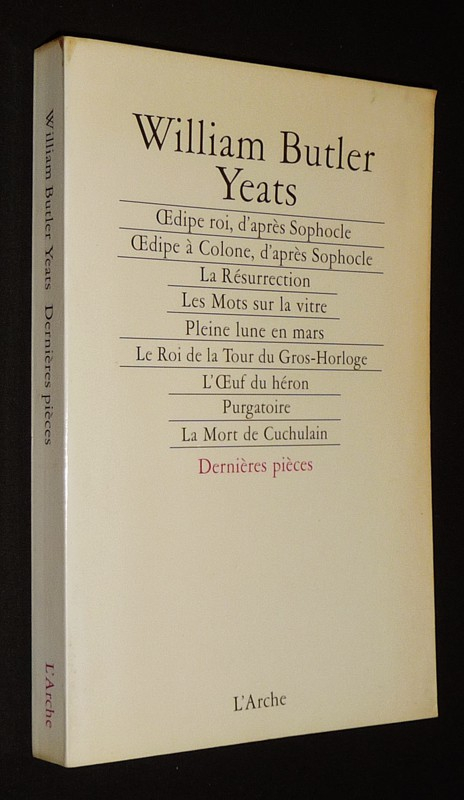 William Butler
Yeats
Œdipe roi, d'après Sophocle
Œdipe à Colone, d'après Sophocle
La Résurrection
Les Mots sur la vitre
Pleine lune en mars
Le Roi de la Tour du Gros-Horloge
L'Œuf du héron
Purgatoire
La Mort de Cuchulain
Dernières pièces
L'Arche
William Butler Yeats Dernières pièces
L'Arche